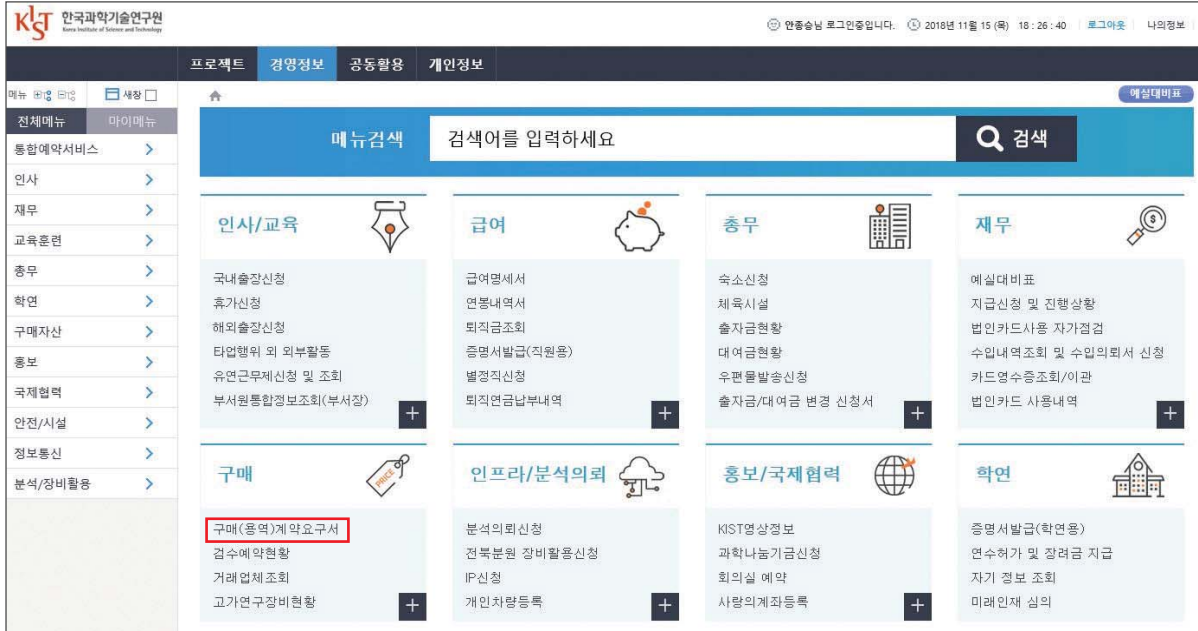 KIST 한국과학기술연구원
Korea Institute of Science and Technology
안종승님 로그인중입니다. 2018년 11월 15 (목) 18 : 26 : 40 로그아웃 나의정보
프로젝트 경영정보 공동활용 개인정보
메뉴 새창
예실대비표
전체메뉴 마이메뉴
통합예약서비스
인사
재무
교육훈련
총무
학연
구매자산
홍보
국제협력
안전/시설
정보통신
분석/장비활용
메뉴검색 검색어를 입력하세요 검색
인사/교육
국내출장신청
휴가신청
해외출장신청
타업행위 외 외부활동
유연근무제신청 및 조회
부서원통합정보조회(부서장)
급여
급여명세서
연봉내역서
퇴직금조회
증명서발급(직원용)
별정직신청
퇴직연금납부내역
총무
숙소신청
체육시설
출자금현황
대여금현황
우편물발송신청
출자금/대여금 변경 신청서
재무
예실대비표
지급신청 및 진행상황
법인카드사용 자가점검
수입내역조회 및 수입의뢰서 신청
카드영수증조회/이관
법인카드 사용내역
구매
PRICE
구매(용역)계약요구서
검수예약현황
거래업체조회
고가연구장비현황
인프라/분석의뢰
분석의뢰신청
전북분원 장비활용신청
IP신청
개인차량등록
홍보/국제협력
KIST영상정보
과학나눔기금신청
회의실 예약
사랑의계좌등록
학연
증명서발급(학연용)
연수허가 및 장려금 지급
자기 정보 조회
미래인재 심의